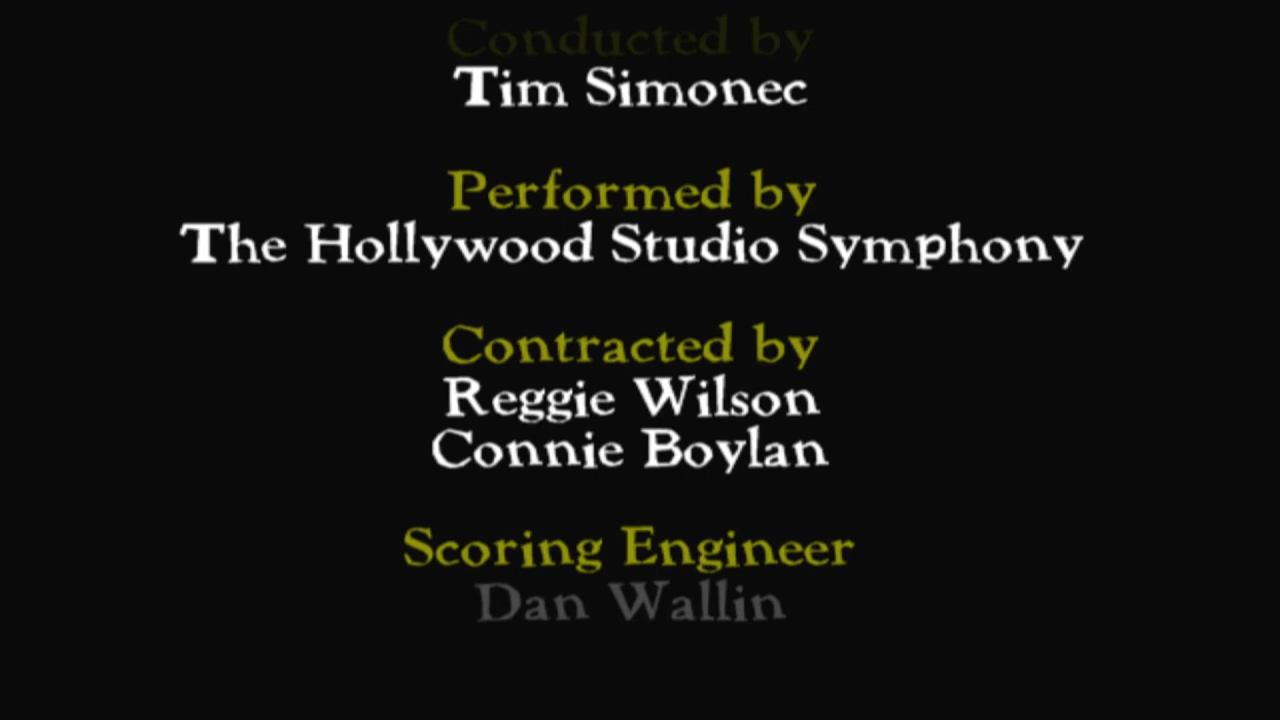 Conducted by
Tim Simonec
Performed by
The Hollywood Studio Symphony
Contracted by
Reggie Wilson
Connie Boylan
Scoring Engineer
Dan Wallin